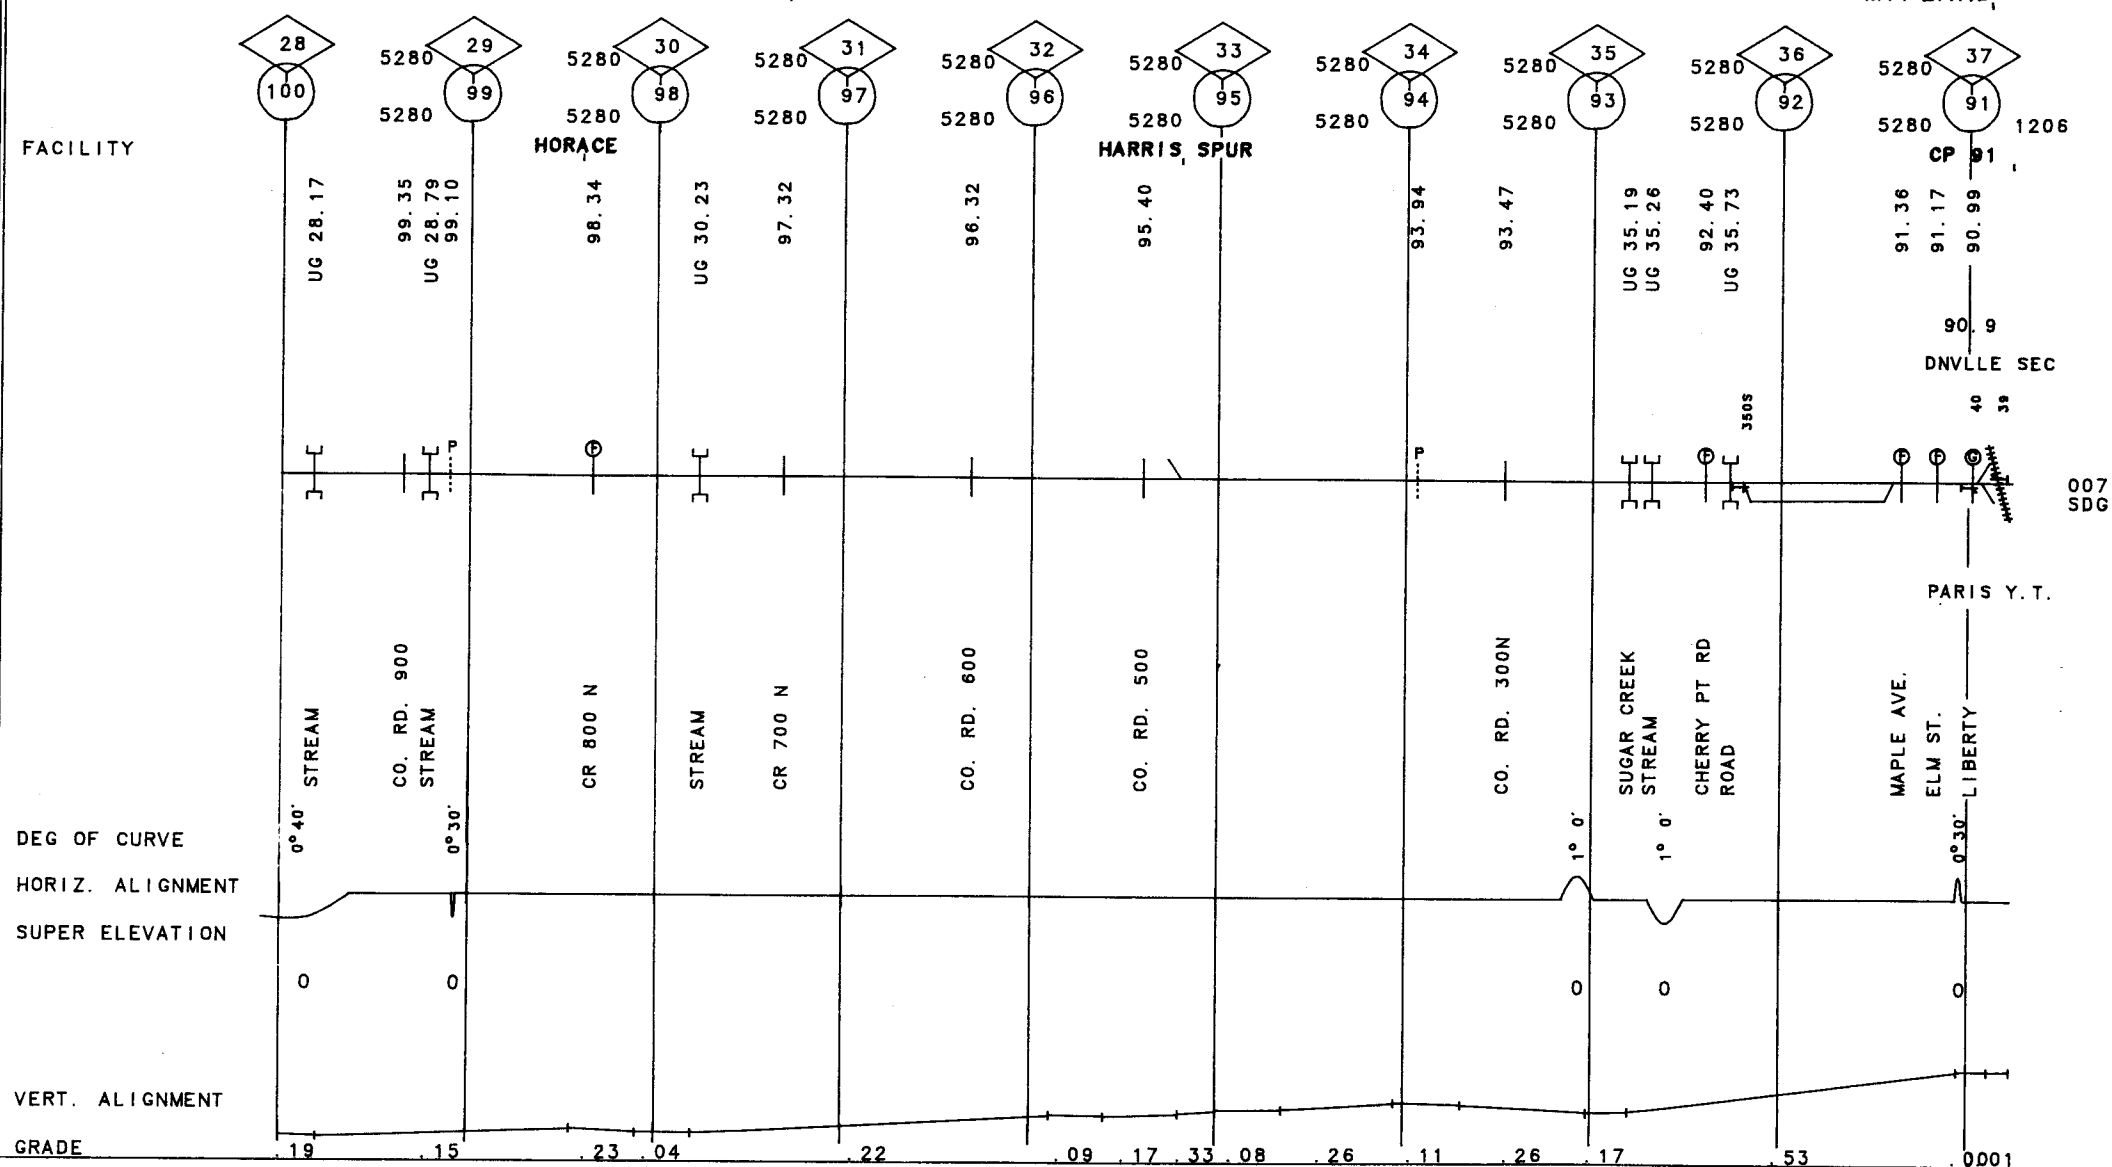 28 29 30 31 32 33 34 35 36 37
5280 5280 5280 5280 5280 5280 5280 5280 5280
100 99 98 97 96 95 94 93 92 91
5280 5280 5280 5280 5280 5280 5280 5280 5280 1206
FACILITY
HORACE
HARRIS SPUR
CP 91
UG 28.17
99.35
UG 28.79
99.10
98.34
UG 30.23
97.32
96.32
95.40
93.94
93.47
UG 35.19
UG 35.26
92.40
UG 35.73
91.36
91.17
90.99
90.9
DNVLLE SEC
350S
40
39
P
F
P
F
F
F
G
007
SDG
PARIS Y.T.
STREAM
CO. RD. 900
STREAM
CR 800 N
STREAM
CR 700 N
CO. RD. 600
CO. RD. 500
CO. RD. 300N
SUGAR CREEK
STREAM
CHERRY PT RD
ROAD
MAPLE AVE.
ELM ST.
LIBERTY
DEG OF CURVE
0°40'
0°30'
1° 0'
1° 0'
0°30'
HORIZ. ALIGNMENT
SUPER ELEVATION
0 0 0 0 0
VERT. ALIGNMENT
GRADE
.19 .15 .23 .04 .22 .09 .17 .33 .08 .26 .11 .26 .17 .53 .0001